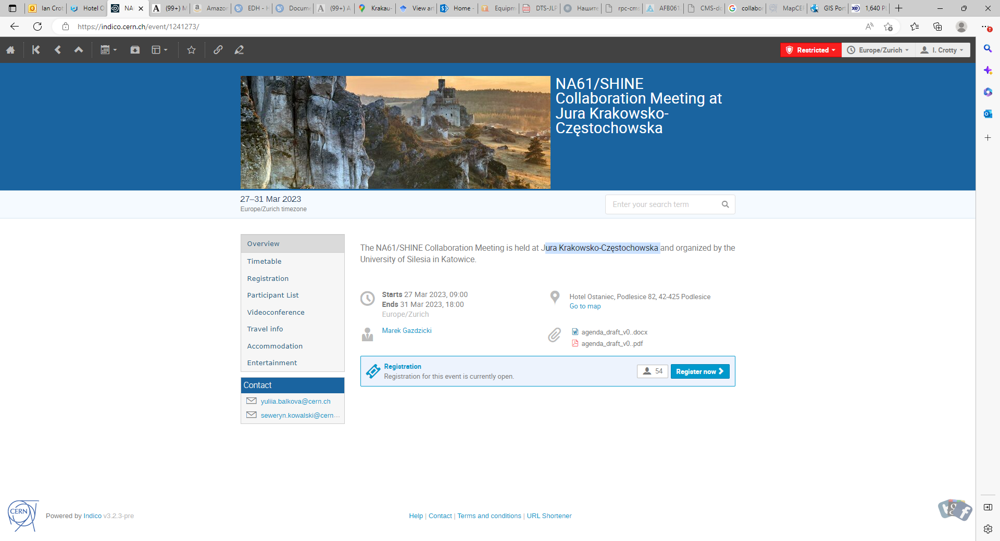 Ian Crot
Hotel O
NA
(99+) M
Amazon
EDH - H
Docume
(99+) A
Krakau-
View art
Home -
Equipm
DTS-JLP
Нашите
rpc-cms
AFB061
CMS-dc
collabor
MapCER
GIS Port
1,640 Pl
https://indico.cern.ch/event/1241273/
Restricted
Europe/Zurich
I. Crotty
NA61/SHINE
Collaboration Meeting at
Jura Krakowsko-
Częstochowska
27–31 Mar 2023
Europe/Zurich timezone
Enter your search term
Overview
Timetable
Registration
Participant List
Videoconference
Travel info
Accommodation
Entertainment
Contact
yuliia.balkova@cern.ch
seweryn.kowalski@cern...
The NA61/SHINE Collaboration Meeting is held at Jura Krakowsko-Częstochowska and organized by the
University of Silesia in Katowice.
Starts 27 Mar 2023, 09:00
Ends 31 Mar 2023, 18:00
Europe/Zurich
Hotel Ostaniec, Podlesice 82, 42-425 Podlesice
Go to map
Marek Gazdzicki
agenda_draft_v0..docx
agenda_draft_v0..pdf
Registration
Registration for this event is currently open.
54
Register now
CERN
Powered by Indico v3.2.3-pre
Help | Contact | Terms and conditions | URL Shortener